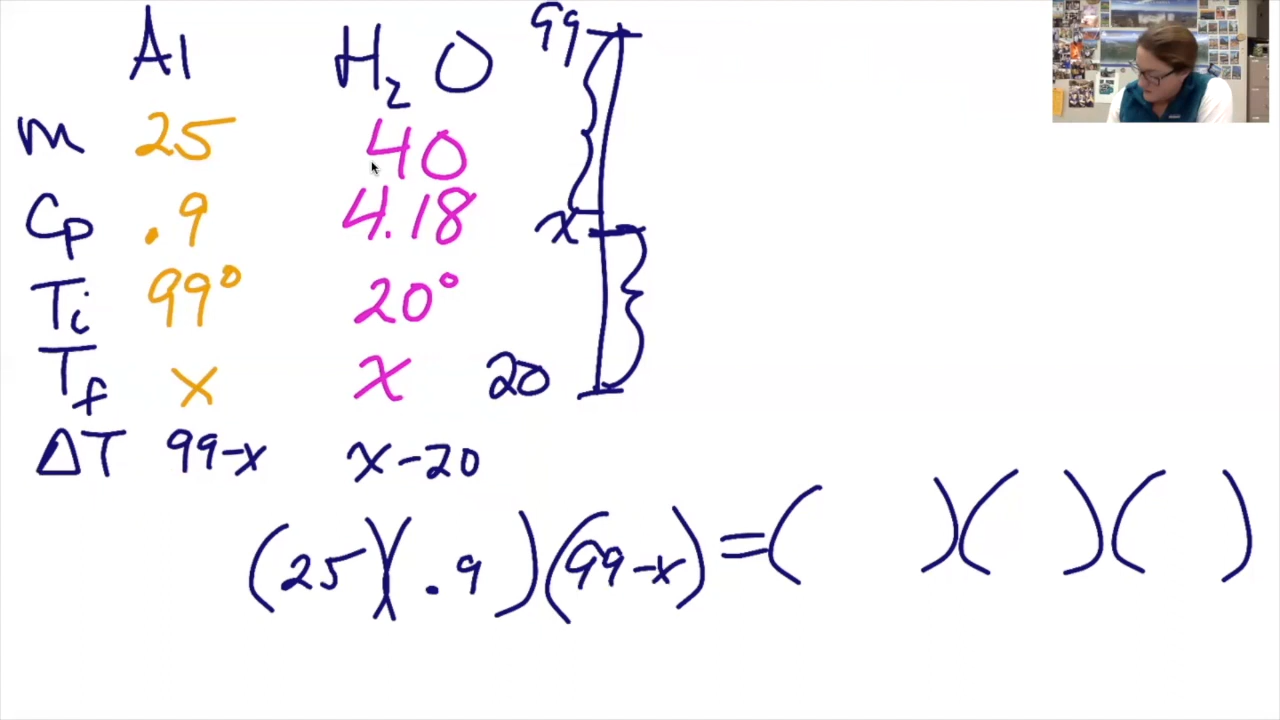 Al H₂O 99
m 25 40
Cp .9 4.18 x
Ti 99° 20°
Tf x x 20
ΔT 99-x x-20
(25)(.9)(99-x)=( )( )( )